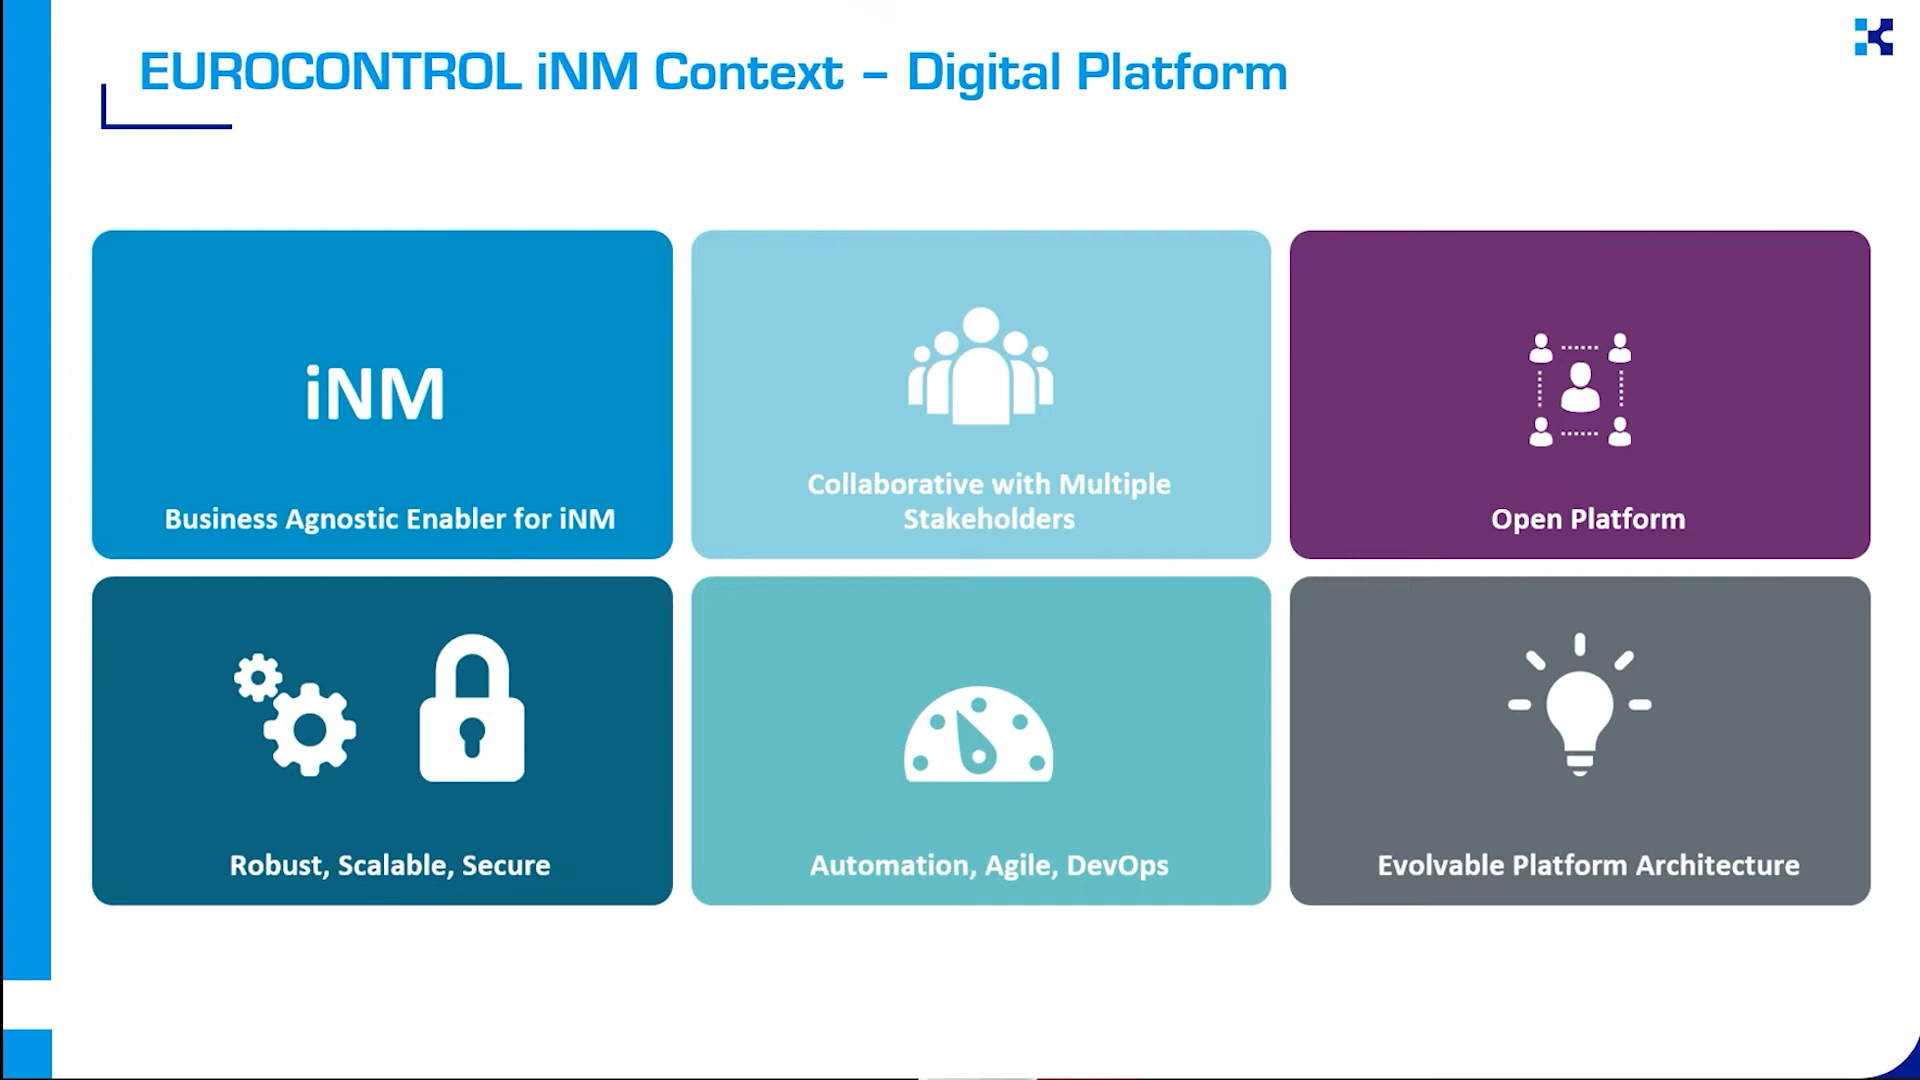 EUROCONTROL iNM Context – Digital Platform
iNM
Business Agnostic Enabler for iNM
Collaborative with Multiple
Stakeholders
Open Platform
Robust, Scalable, Secure
Automation, Agile, DevOps
Evolvable Platform Architecture